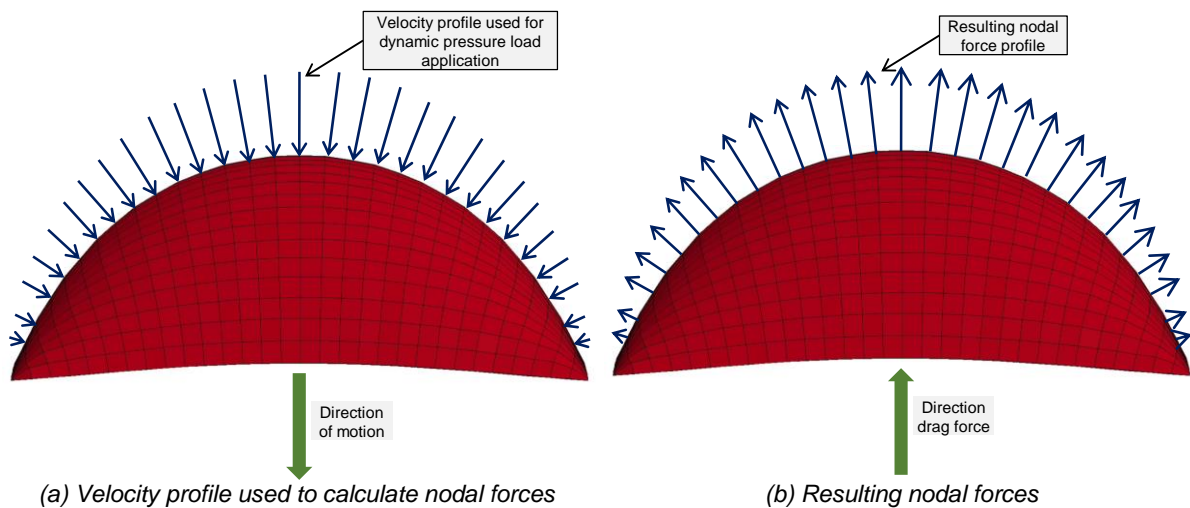 Velocity profile used for
dynamic pressure load
application
Resulting nodal
force profile
Direction
of motion
Direction
drag force
(a) Velocity profile used to calculate nodal forces
(b) Resulting nodal forces